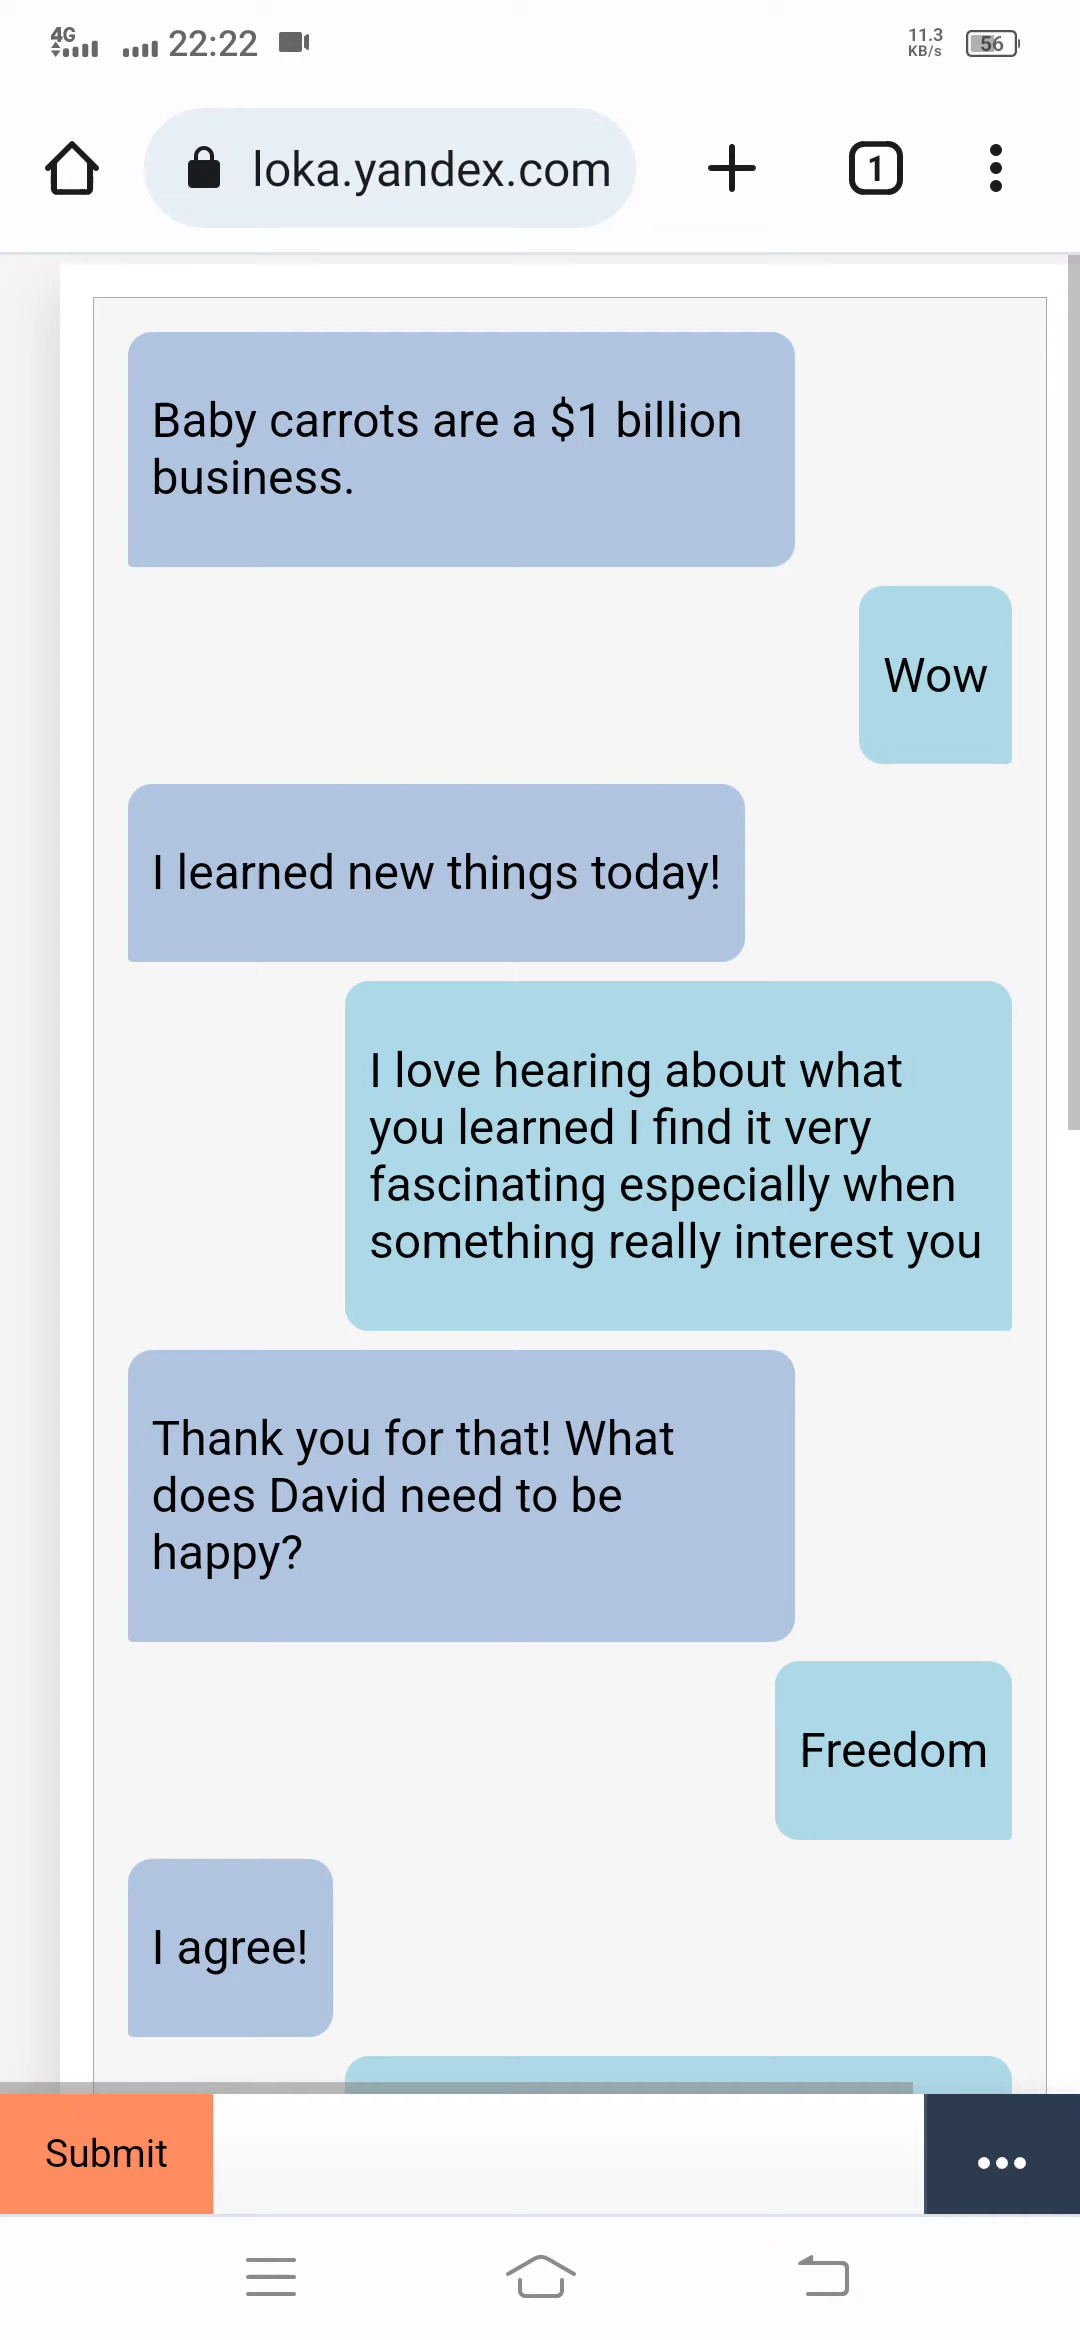 4G 22:22 11.3 KB/s 56
loka.yandex.com 1
Baby carrots are a $1 billion
business.
Wow
I learned new things today!
I love hearing about what
you learned I find it very
fascinating especially when
something really interest you
Thank you for that! What
does David need to be
happy?
Freedom
I agree!
Submit